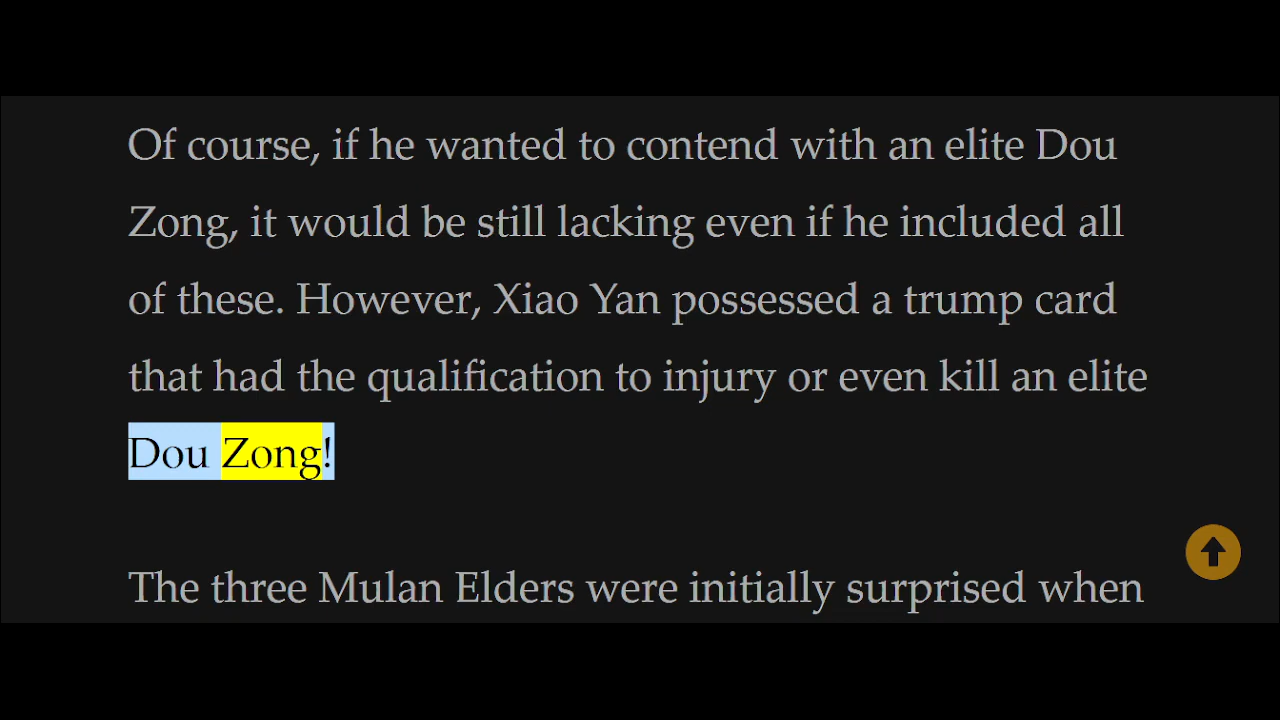 Of course, if he wanted to contend with an elite Dou
Zong, it would be still lacking even if he included all
of these. However, Xiao Yan possessed a trump card
that had the qualification to injury or even kill an elite
Dou Zong!
The three Mulan Elders were initially surprised when